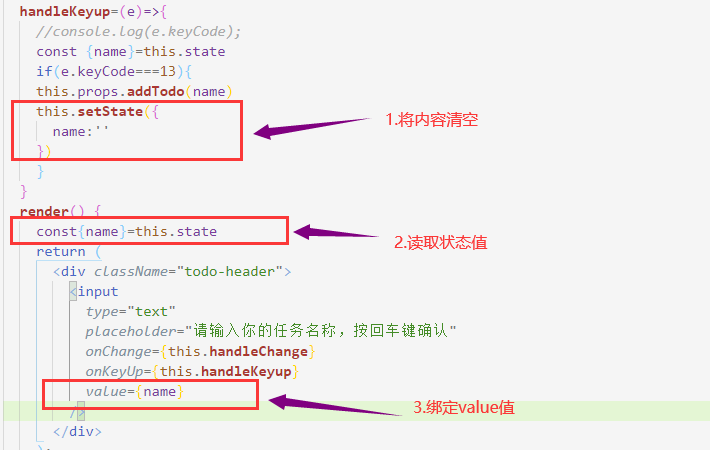 handleKeyup=(e)=>{
//console.log(e.keyCode);
const {name}=this.state
if(e.keyCode===13){
this.props.addTodo(name)
this.setState({
name:''
})
}
}
1.将内容清空
render() {
const{name}=this.state
2.读取状态值
return (
<div className="todo-header">
<input
type="text"
placeholder="请输入你的任务名称，按回车键确认"
onChange={this.handleChange}
onKeyUp={this.handleKeyup}
value={name}
3.绑定value值
/>
</div>
);